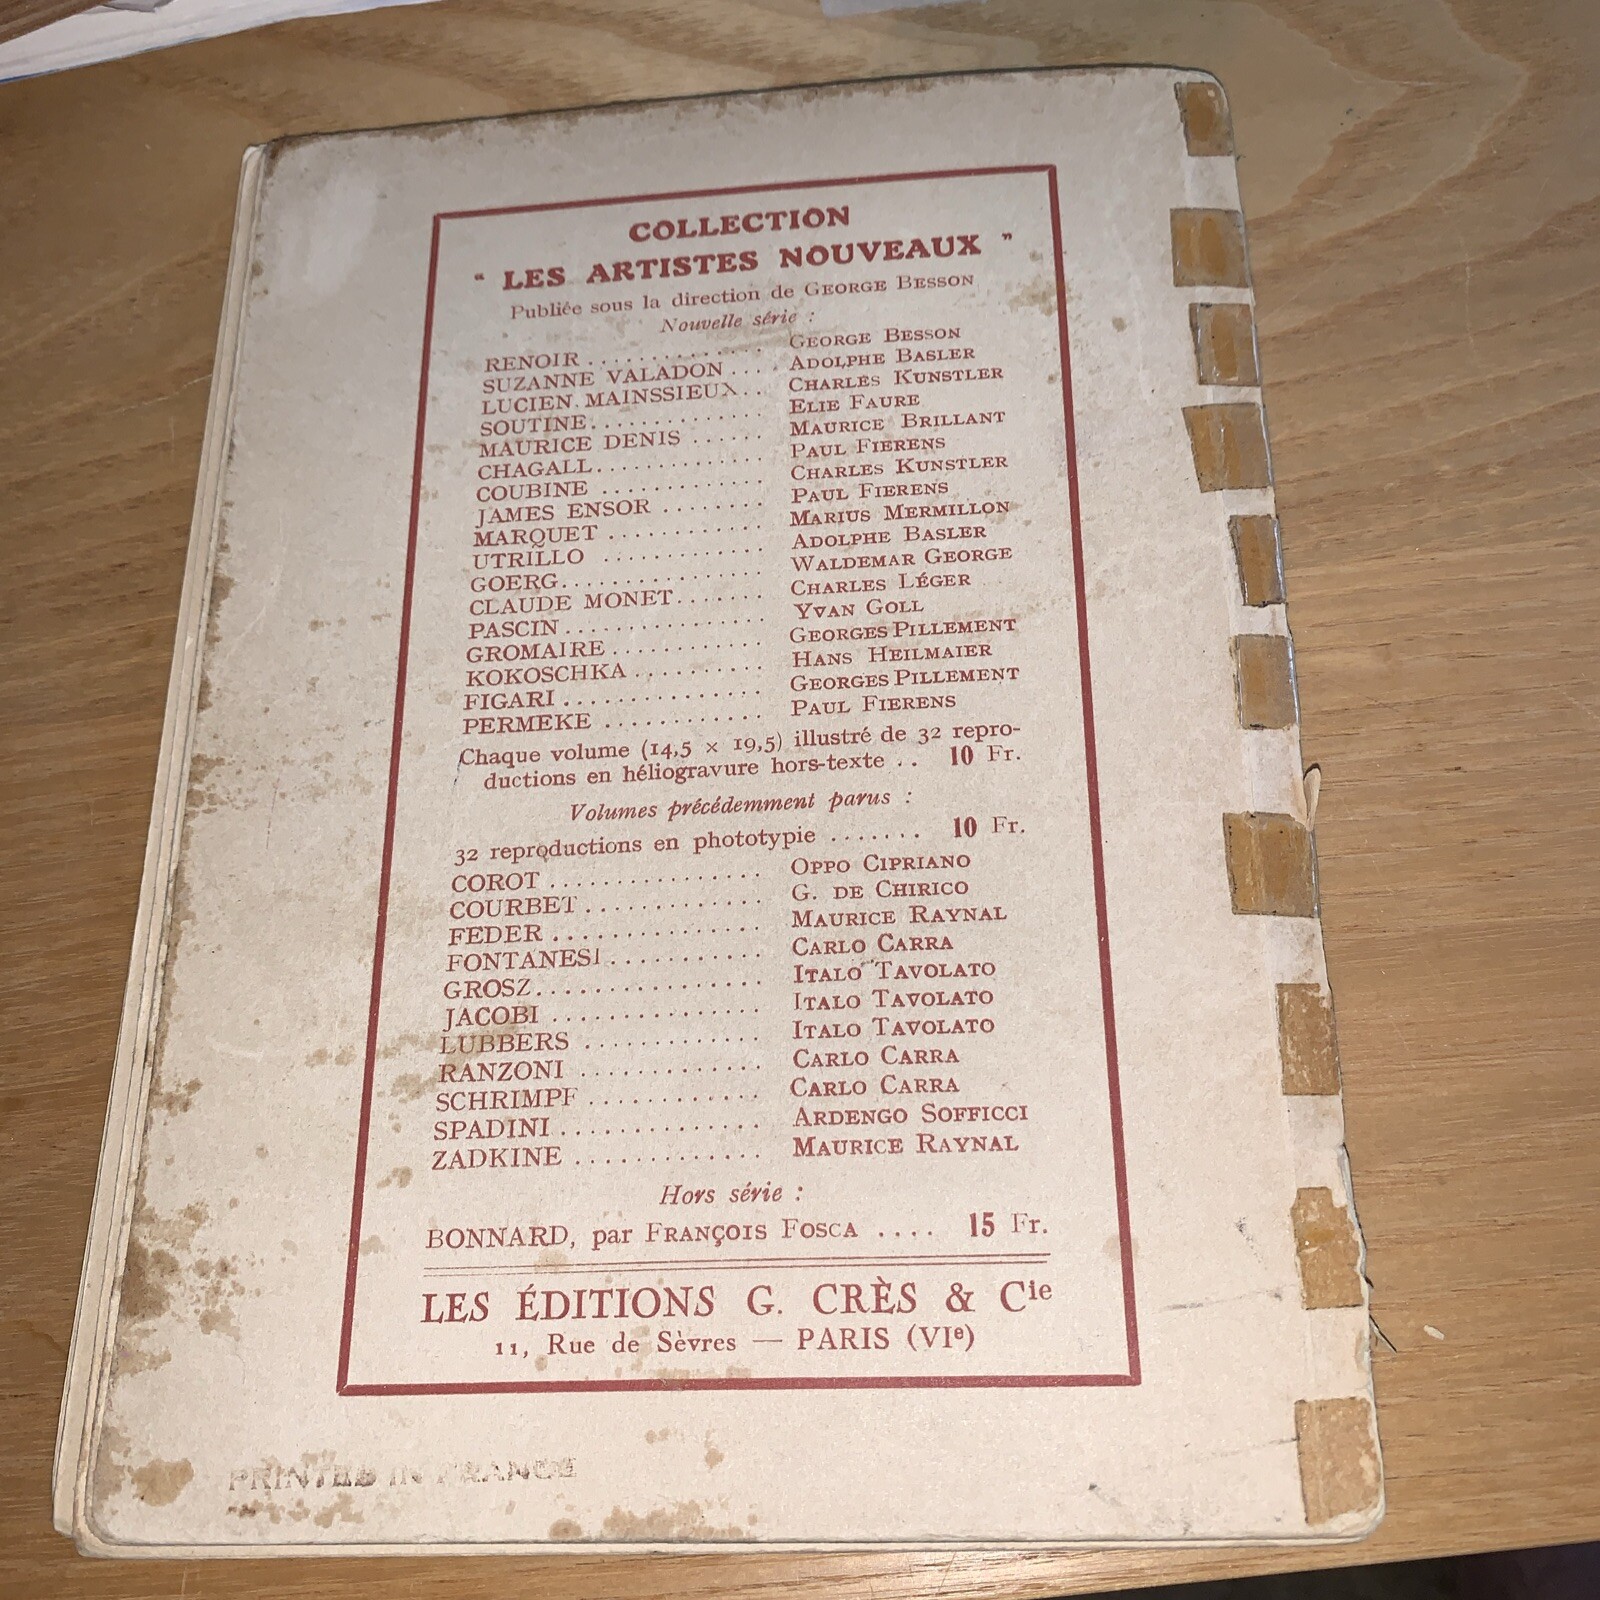 COLLECTION
“ LES ARTISTES NOUVEAUX ”
Publiée sous la direction de GEORGE BESSON
Nouvelle série :
RENOIR .............. GEORGE BESSON
SUZANNE VALADON .... ADOLPHE BASLER
LUCIEN MAINSSIEUX... CHARLES KUNSTLER
SOUTINE.............. ELIE FAURE
MAURICE DENIS ...... MAURICE BRILLANT
CHAGALL.............. PAUL FIERENS
COUBINE ............. CHARLES KUNSTLER
JAMES ENSOR ........ PAUL FIERENS
MARQUET ............ MARIUS MERMILLON
UTRILLO ............ ADOLPHE BASLER
GOERG................ WALDEMAR GEORGE
CLAUDE MONET....... CHARLES LÉGER
PASCIN................ YVAN GOLL
GROMAIRE ............ GEORGES PILLEMENT
KOKOSCHKA .......... HANS HEILMAIER
FIGARI ............... GEORGES PILLEMENT
PERMEKE ............ PAUL FIERENS
Chaque volume (14,5 × 19,5) illustré de 32 repro-
ductions en héliogravure hors-texte .. 10 Fr.
Volumes précédemment parus :
32 reproductions en phototypie ....... 10 Fr.
COROT ................ OPPO CIPRIANO
COURBET ............. G. DE CHIRICO
FEDER ................ MAURICE RAYNAL
FONTANESI ........... CARLO CARRA
GROSZ................. ITALO TAVOLATO
JACOBI ................ ITALO TAVOLATO
LUBBERS ............. ITALO TAVOLATO
RANZONI ............. CARLO CARRA
SCHRIMPF ............ CARLO CARRA
SPADINI .............. ARDENGO SOFFICCI
ZADKINE ............. MAURICE RAYNAL
Hors série :
BONNARD, par FRANÇOIS FOSCA .... 15 Fr.
LES ÉDITIONS G. CRÈS & Cie
11, Rue de Sèvres — PARIS (VIe)
PRINTED IN FRANCE